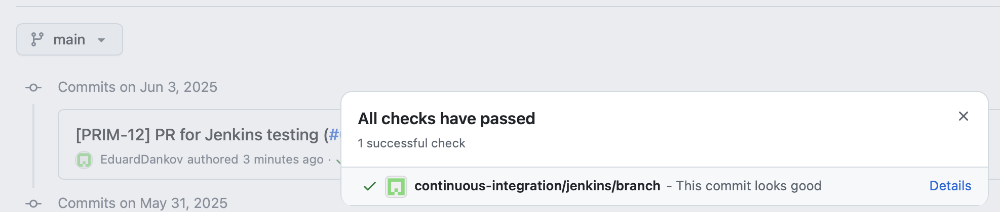 main
Commits on Jun 3, 2025
[PRIM-12] PR for Jenkins testing (#
EduardDankov authored 3 minutes ago ·
All checks have passed
1 successful check
continuous-integration/jenkins/branch - This commit looks good
Details
Commits on May 31, 2025